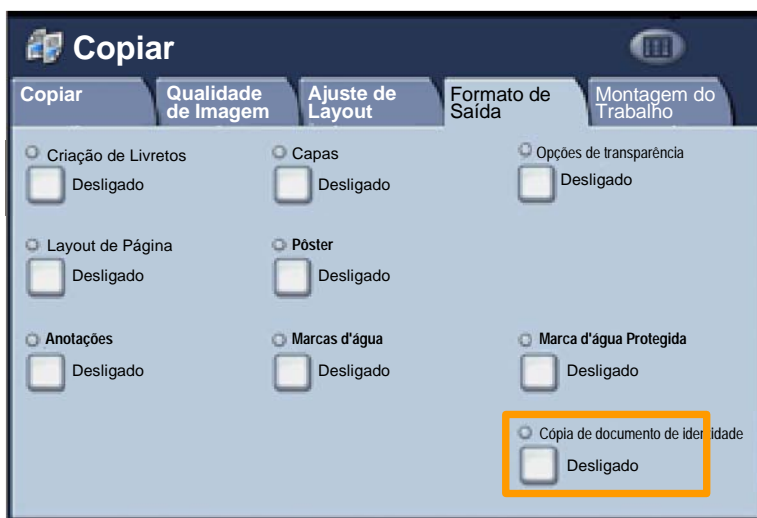 Copiar
Copiar
Qualidade
de Imagem
Ajuste de
Layout
Formato de
Saída
Montagem do
Trabalho
Criação de Livretos
Desligado
Capas
Desligado
Opções de transparência
Desligado
Layout de Página
Desligado
Pôster
Desligado
Anotações
Desligado
Marcas d'água
Desligado
Marca d'água Protegida
Desligado
Cópia de documento de identidade
Desligado